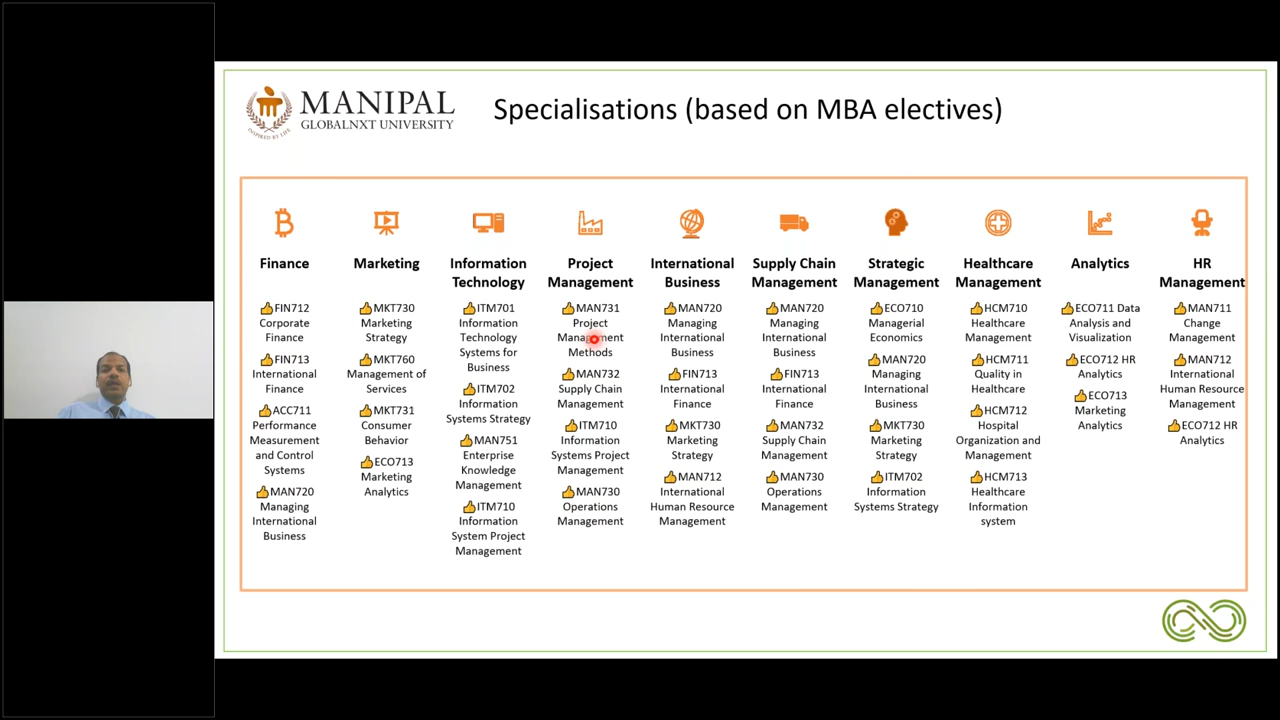 MANIPAL
GLOBALNXT UNIVERSITY
INSPIRED BY LIFE
Specialisations (based on MBA electives)
Finance
FIN712
Corporate
Finance
FIN713
International
Finance
ACC711
Performance
Measurement
and Control
Systems
MAN720
Managing
International
Business
Marketing
MKT730
Marketing
Strategy
MKT760
Management of
Services
MKT731
Consumer
Behavior
ECO713
Marketing
Analytics
Information
Technology
ITM701
Information
Technology
Systems for
Business
ITM702
Information
Systems Strategy
MAN751
Enterprise
Knowledge
Management
ITM710
Information
System Project
Management
Project
Management
MAN731
Project
Management
Methods
MAN732
Supply Chain
Management
ITM710
Information
Systems Project
Management
MAN730
Operations
Management
International
Business
MAN720
Managing
International
Business
FIN713
International
Finance
MKT730
Marketing
Strategy
MAN712
International
Human Resource
Management
Supply Chain
Management
MAN720
Managing
International
Business
FIN713
International
Finance
MAN732
Supply Chain
Management
MAN730
Operations
Management
Strategic
Management
ECO710
Managerial
Economics
MAN720
Managing
International
Business
MKT730
Marketing
Strategy
ITM702
Information
Systems Strategy
Healthcare
Management
HCM710
Healthcare
Management
HCM711
Quality in
Healthcare
HCM712
Hospital
Organization and
Management
HCM713
Healthcare
Information
system
Analytics
ECO711 Data
Analysis and
Visualization
ECO712 HR
Analytics
ECO713
Marketing
Analytics
HR
Management
MAN711
Change
Management
MAN712
International
Human Resource
Management
ECO712 HR
Analytics